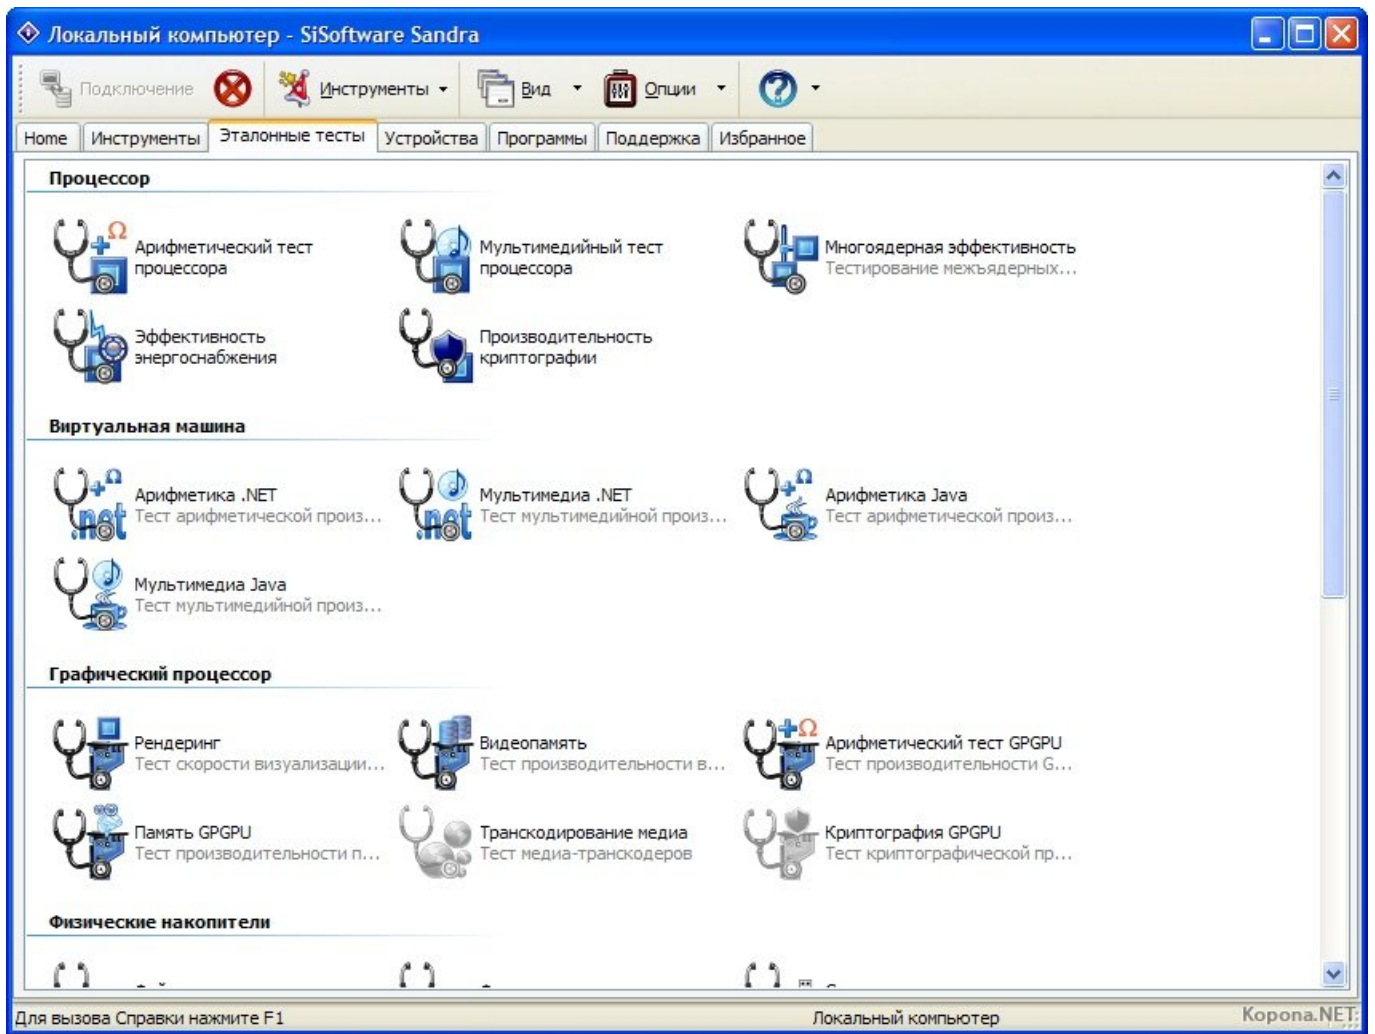 Локальный компьютер - SiSoftware Sandra
Подключение Инструменты Вид Опции
Home Инструменты Эталонные тесты Устройства Программы Поддержка Избранное
Процессор
Арифметический тест
процессора
Мультимедийный тест
процессора
Многоядерная эффективность
Тестирование межъядерных...
Эффективность
энергоснабжения
Производительность
криптографии
Виртуальная машина
Арифметика .NET
Тест арифметической произ...
Мультимедиа .NET
Тест мультимедийной произ...
Арифметика Java
Тест арифметической произ...
Мультимедиа Java
Тест мультимедийной произ...
Графический процессор
Рендеринг
Тест скорости визуализации...
Видеопамять
Тест производительности в...
Арифметический тест GPGPU
Тест производительности G...
Память GPGPU
Тест производительности п...
Транскодирование медиа
Тест медиа-транскодеров
Криптография GPGPU
Тест криптографической пр...
Физические накопители
Для вызова Справки нажмите F1
Локальный компьютер
Kopona.NET